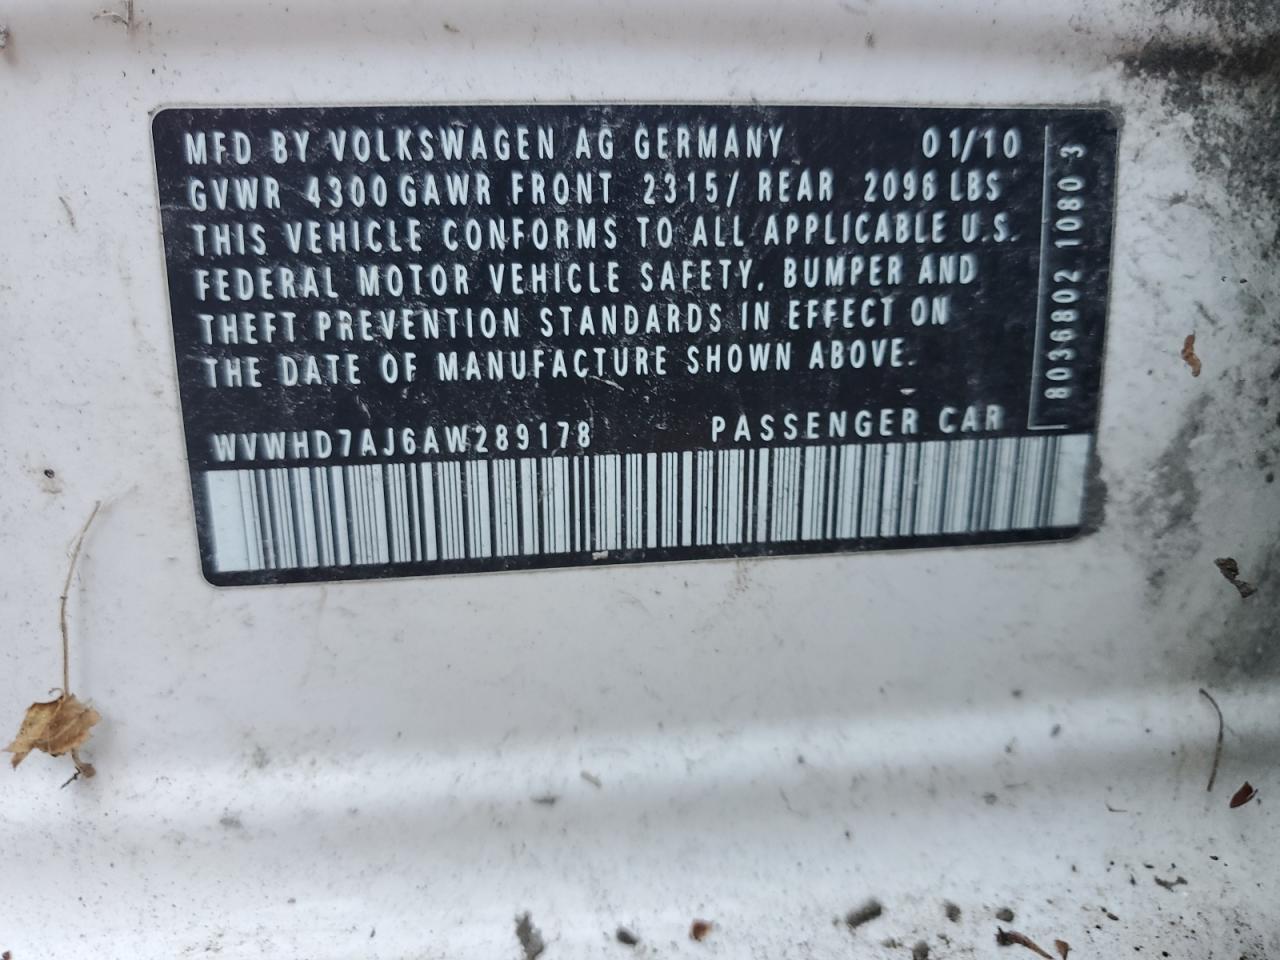 MFD BY VOLKSWAGEN AG GERMANY 01/10
GVWR 4300 GAWR FRONT 2315/ REAR 2096 LBS
THIS VEHICLE CONFORMS TO ALL APPLICABLE U.S.
FEDERAL MOTOR VEHICLE SAFETY, BUMPER AND
THEFT PREVENTION STANDARDS IN EFFECT ON
THE DATE OF MANUFACTURE SHOWN ABOVE.
WVWHD7AJ6AW289178 PASSENGER CAR
8036802 1080 3